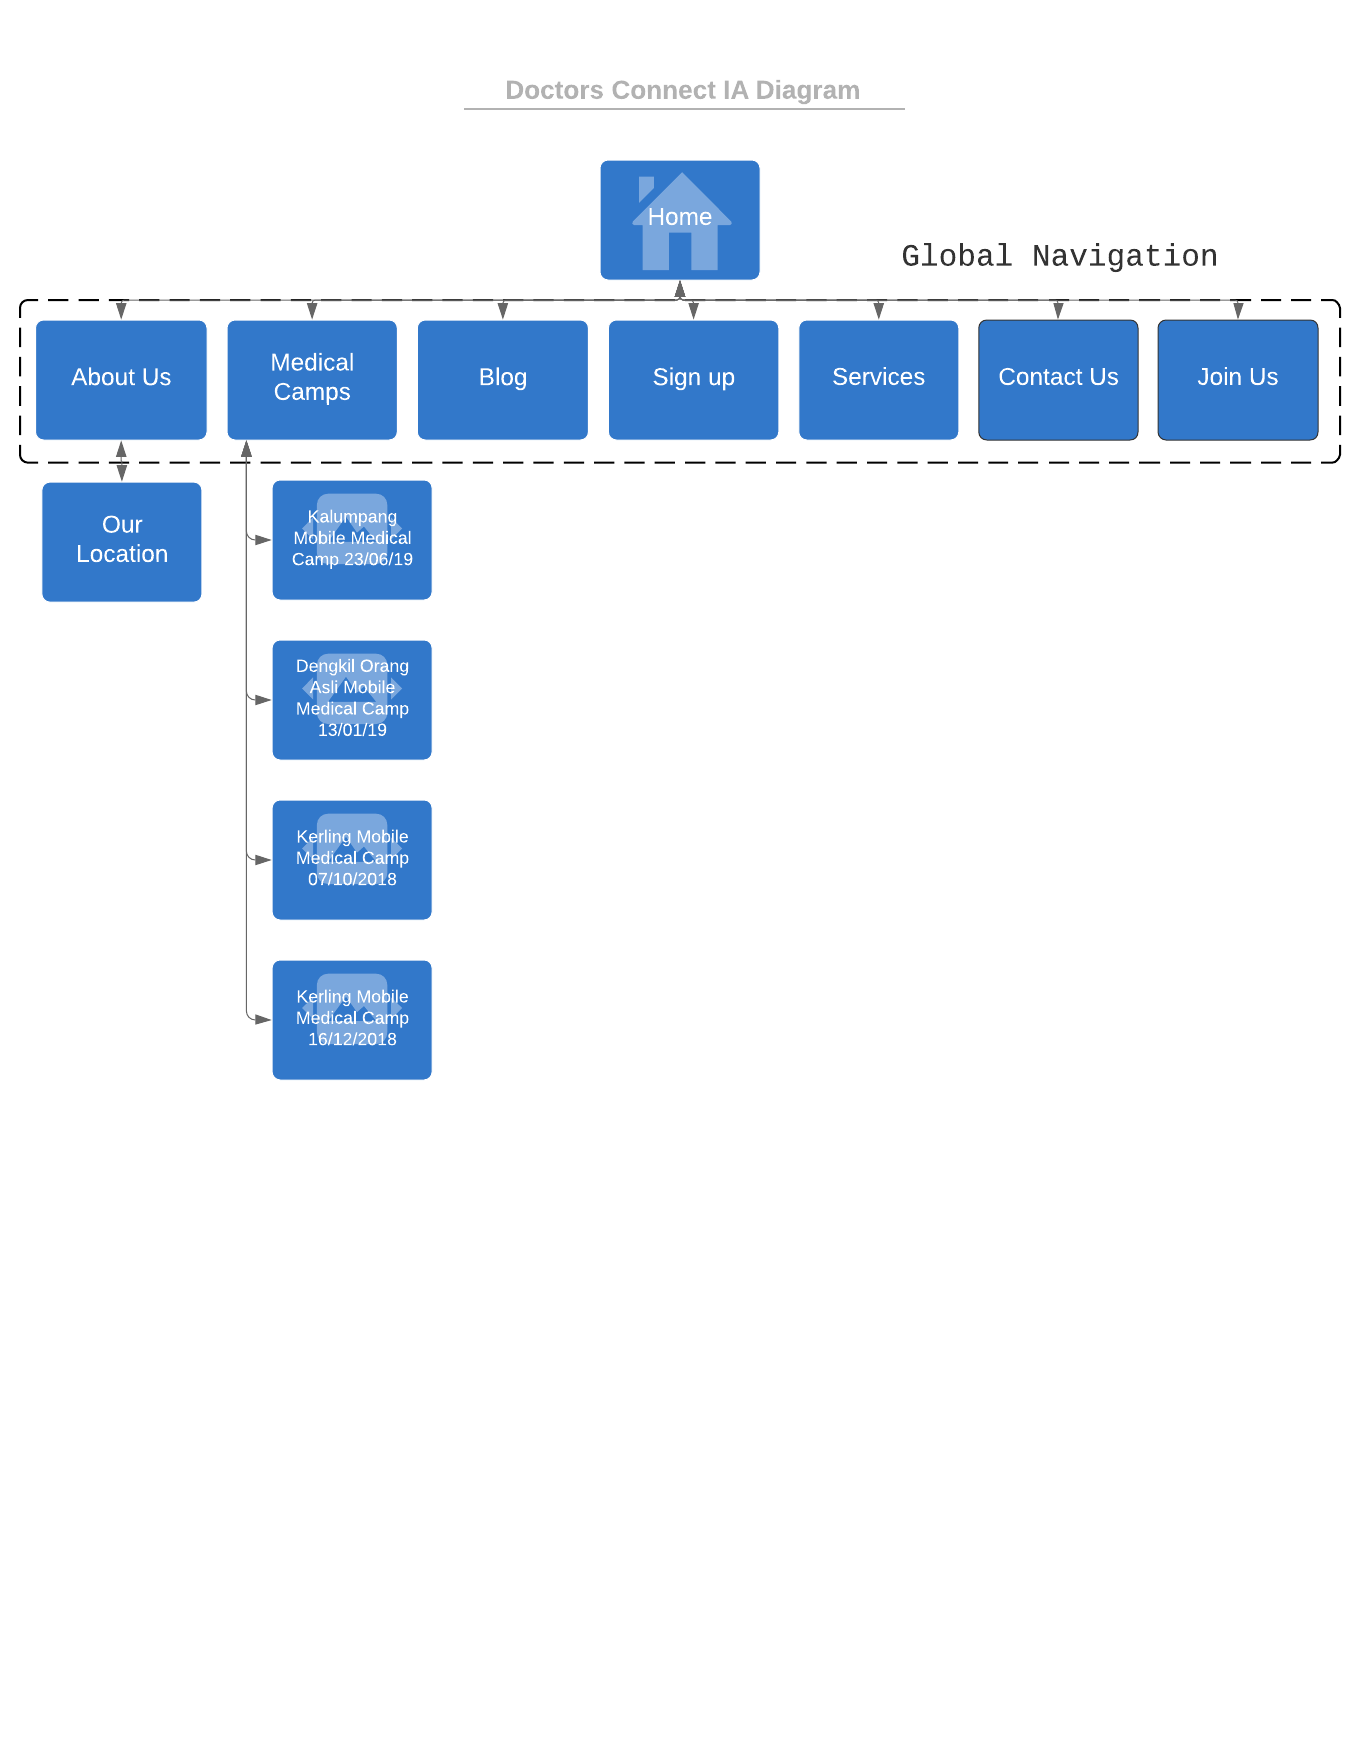 Doctors Connect IA Diagram
Home
Global Navigation
About Us
Medical
Camps
Blog
Sign up
Services
Contact Us
Join Us
Our
Location
Kalumpang
Mobile Medical
Camp 23/06/19
Dengkil Orang
Asli Mobile
Medical Camp
13/01/19
Kerling Mobile
Medical Camp
07/10/2018
Kerling Mobile
Medical Camp
16/12/2018